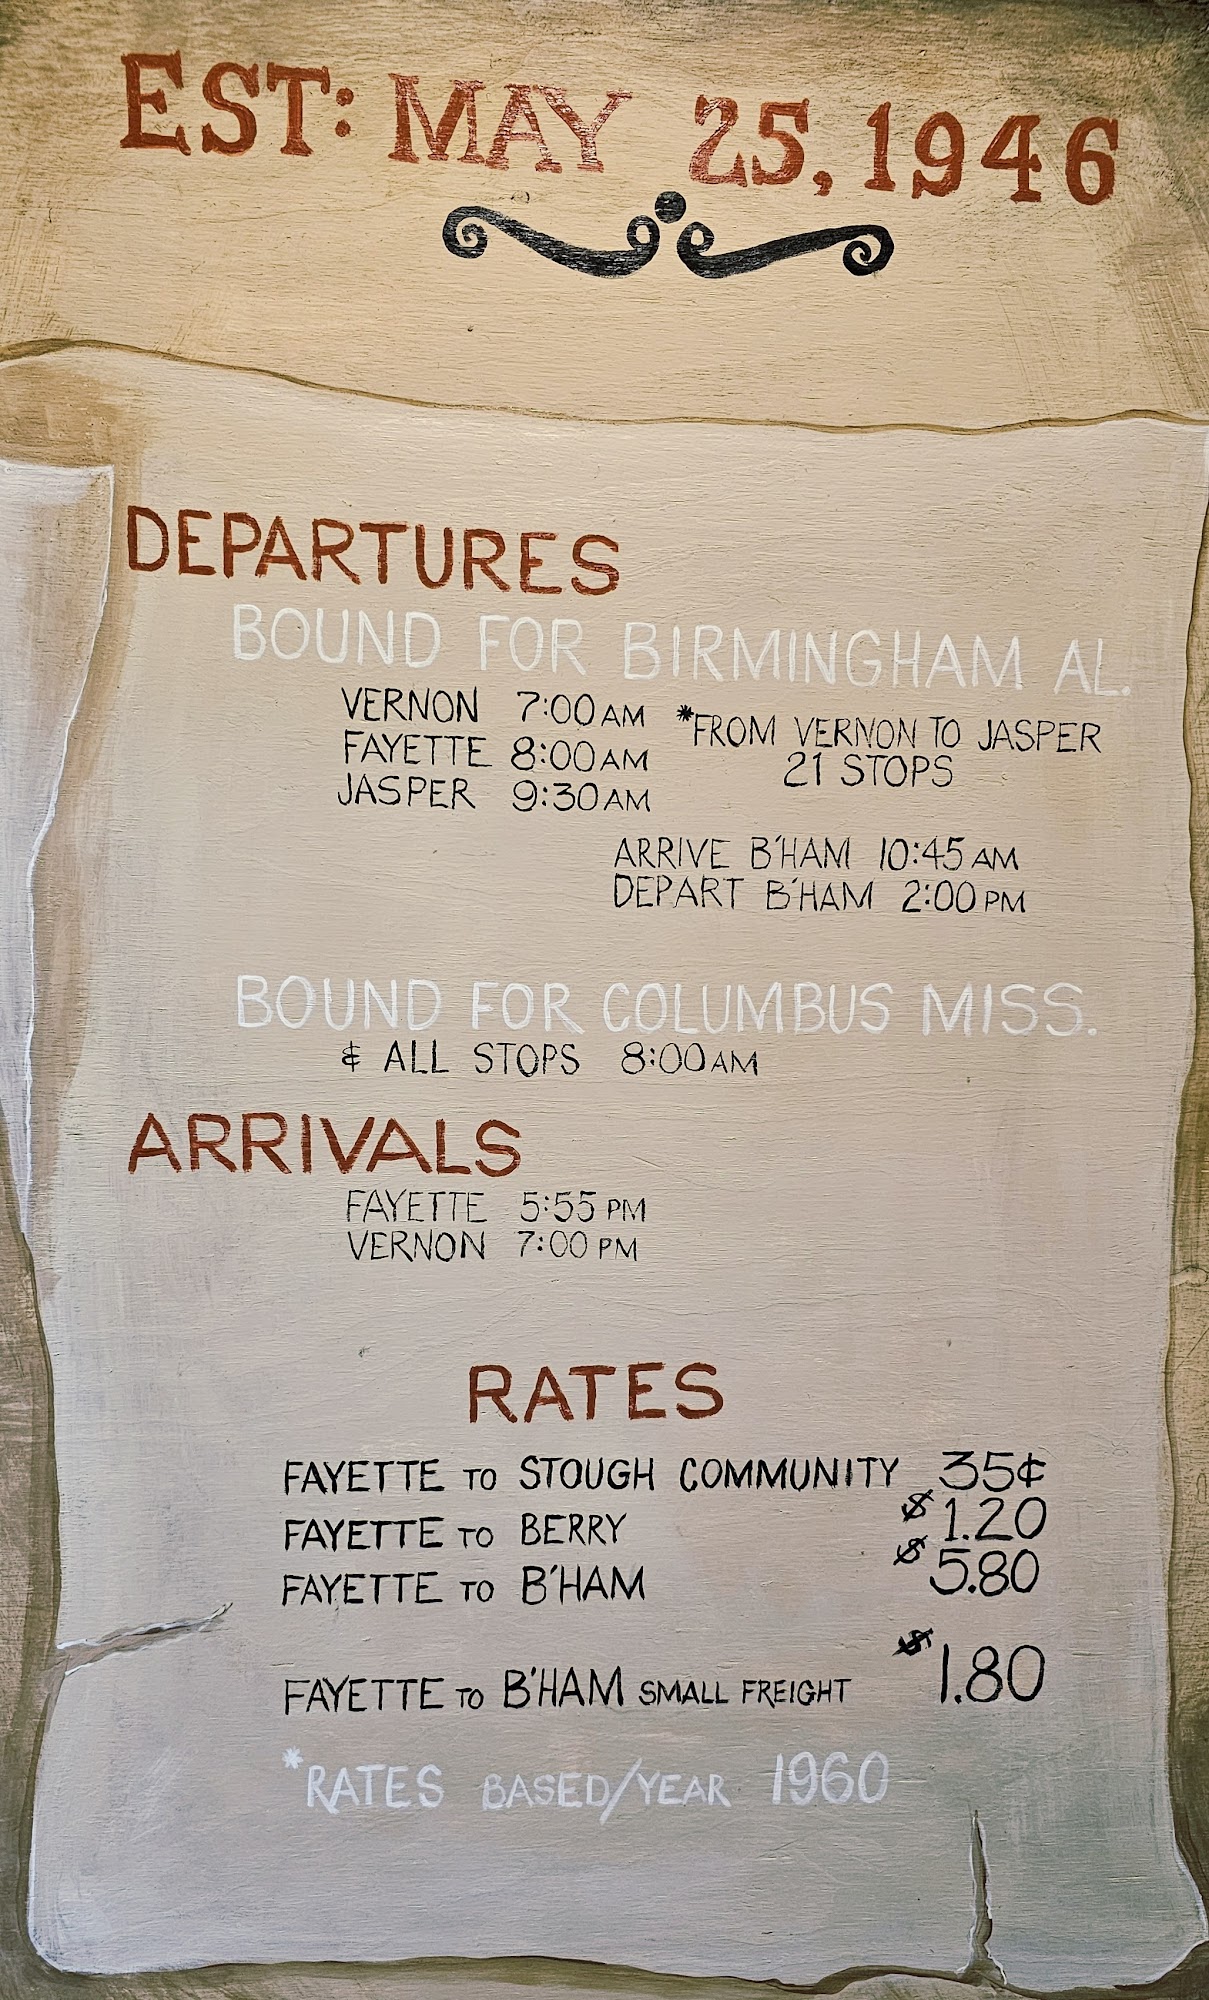 EST: MAY 25, 1946
DEPARTURES
BOUND FOR BIRMINGHAM AL.
VERNON 7:00 AM
FAYETTE 8:00 AM
JASPER 9:30 AM
*FROM VERNON TO JASPER
21 STOPS
ARRIVE B'HAM 10:45 AM
DEPART B'HAM 2:00 PM
BOUND FOR COLUMBUS MISS.
& ALL STOPS 8:00 AM
ARRIVALS
FAYETTE 5:55 PM
VERNON 7:00 PM
RATES
FAYETTE TO STOUGH COMMUNITY 35¢
FAYETTE TO BERRY $1.20
FAYETTE TO B'HAM $5.80
FAYETTE TO B'HAM SMALL FREIGHT $1.80
*RATES BASED/YEAR 1960